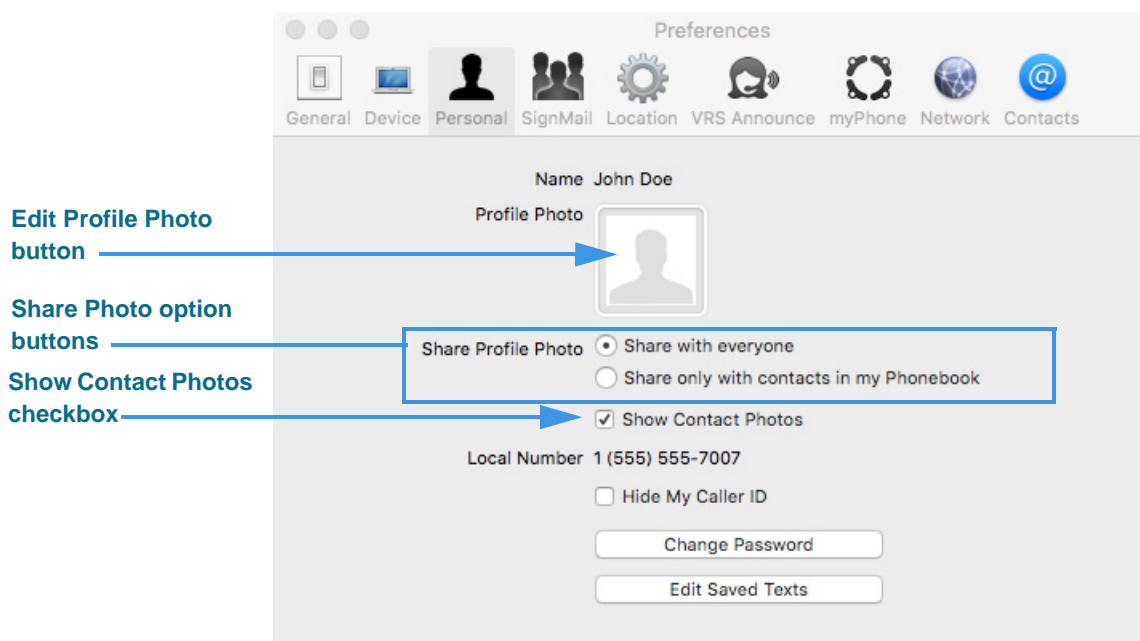 Preferences
General Device Personal SignMail Location VRS Announce myPhone Network @ Contacts
Name John Doe
Profile Photo
Edit Profile Photo
button
Share Photo option
buttons
Share Profile Photo Share with everyone
Share only with contacts in my Phonebook
Show Contact Photos
checkbox
Show Contact Photos
Local Number 1 (555) 555-7007
Hide My Caller ID
Change Password
Edit Saved Texts